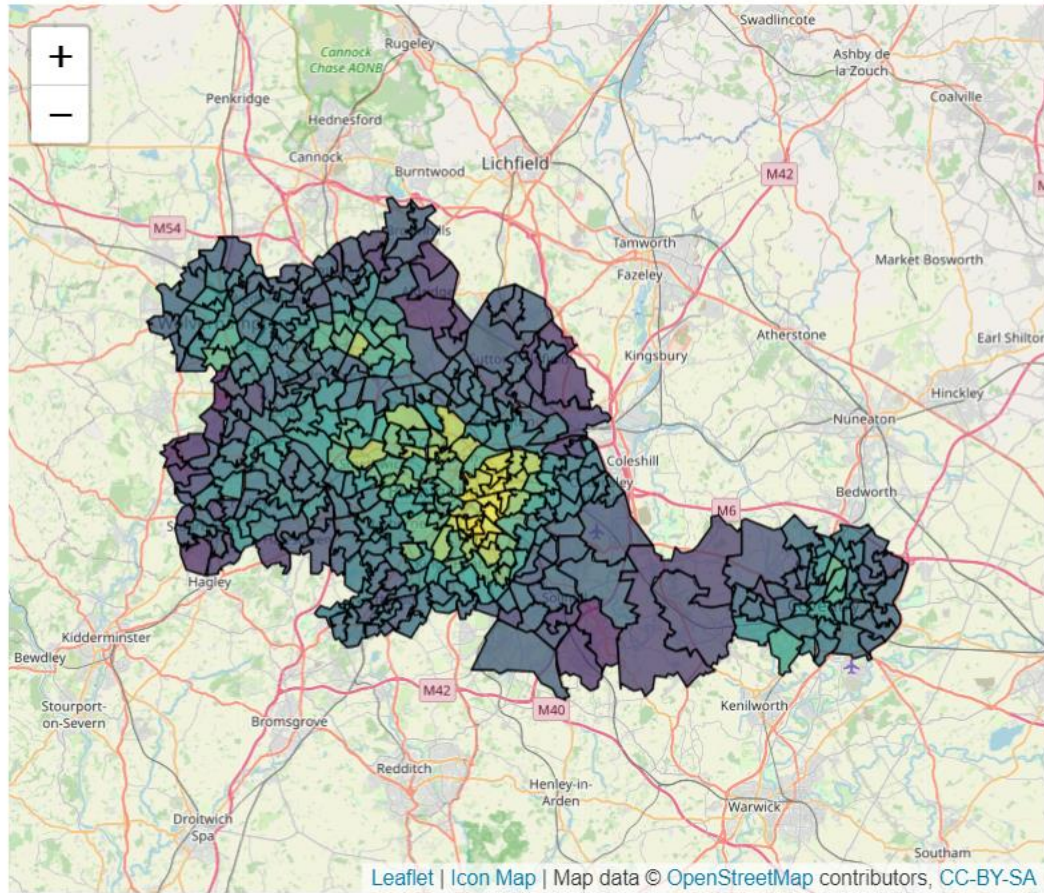 +
−
Swadlincote
Cannock
Chase AONB
Rugeley
Ashby de
la Zouch
Penkridge
Coalville
Hednesford
Cannock
Lichfield
Burntwood
M42
M54
Tamworth
Fazeley
Market Bosworth
Atherstone
Earl Shilton
Kingsbury
Hinckley
Nuneaton
Coleshill
Bedworth
M6
Hagley
Kidderminster
Bewdley
M42
M40
Kenilworth
Stourport-
on-Severn
Bromsgrove
Redditch
Henley-in-
Arden
Warwick
Droitwich
Spa
Southam
Leaflet | Icon Map | Map data © OpenStreetMap contributors, CC-BY-SA